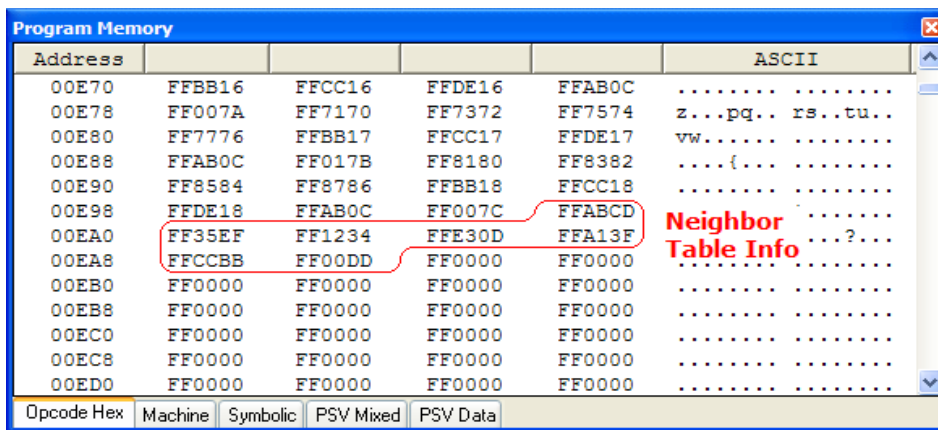 Program Memory
Address ASCII
00E70 FFBB16 FFCC16 FFDE16 FFAB0C ........ ........
00E78 FF007A FF7170 FF7372 FF7574 z...pq.. rs..tu..
00E80 FF7776 FFBB17 FFCC17 FFDE17 vw...... ........
00E88 FFAB0C FF017B FF8180 FF8382 ....{... ........
00E90 FF8584 FF8786 FFBB18 FFCC18 ........ ........
00E98 FFDE18 FFAB0C FF007C FFABCD
00EA0 FF35EF FF1234 FFE30D FFA13F ...?...
Neighbor
Table Info
00EA8 FFCCBB FF00DD FF0000 FF0000 ........ ........
00EB0 FF0000 FF0000 FF0000 FF0000 ........ ........
00EB8 FF0000 FF0000 FF0000 FF0000 ........ ........
00EC0 FF0000 FF0000 FF0000 FF0000 ........ ........
00EC8 FF0000 FF0000 FF0000 FF0000 ........ ........
00ED0 FF0000 FF0000 FF0000 FF0000 ........ ........
Opcode Hex Machine Symbolic PSV Mixed PSV Data